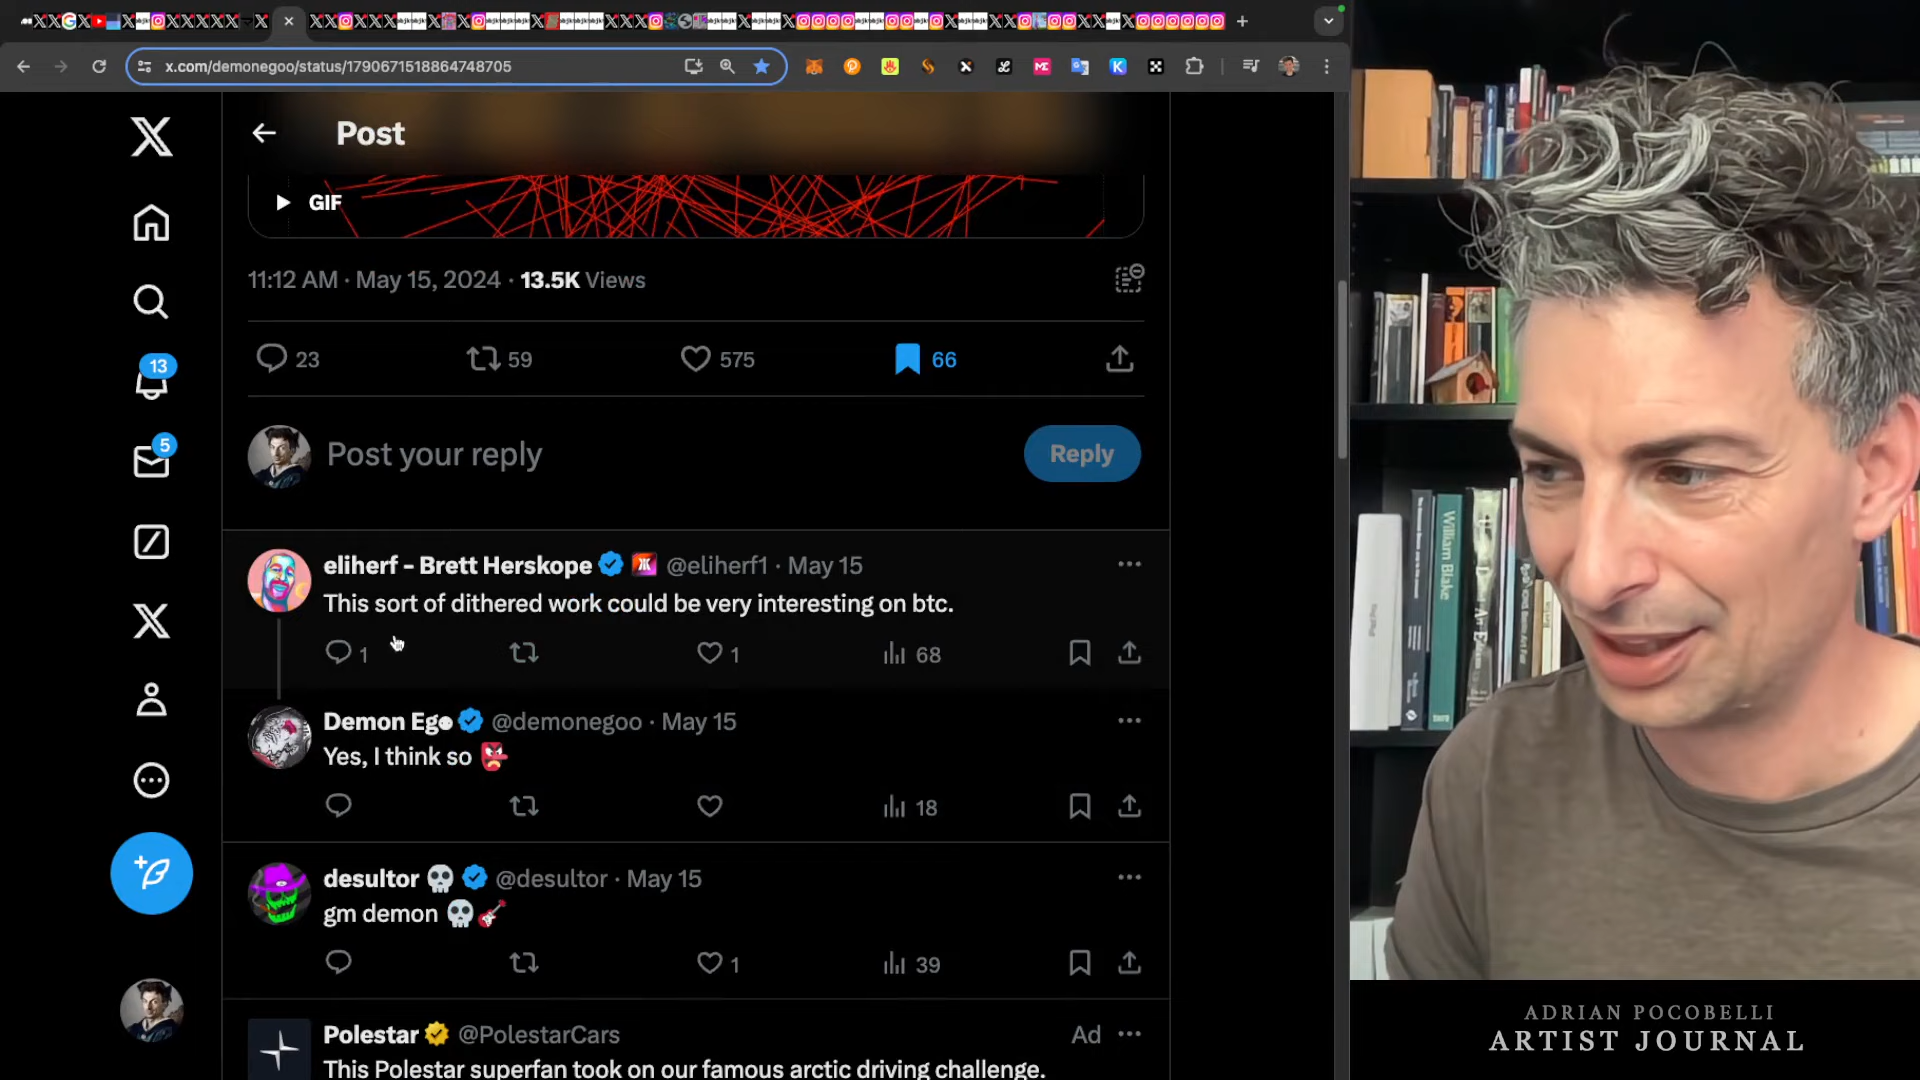 x.com/demonegoo/status/1790671518864748705
Post
GIF
11:12 AM · May 15, 2024 · 13.5K Views
23 59 575 66
Post your reply
Reply
13
5
eliherf - Brett Herskope @eliherf1 · May 15
This sort of dithered work could be very interesting on btc.
1 1 68
Demon Ego @demonegoo · May 15
Yes, I think so
18
desultor @desultor · May 15
gm demon
1 39
Polestar @PolestarCars Ad
This Polestar superfan took on our famous arctic driving challenge.
William Blake
ADRIAN POCOBELLI
ARTIST JOURNAL